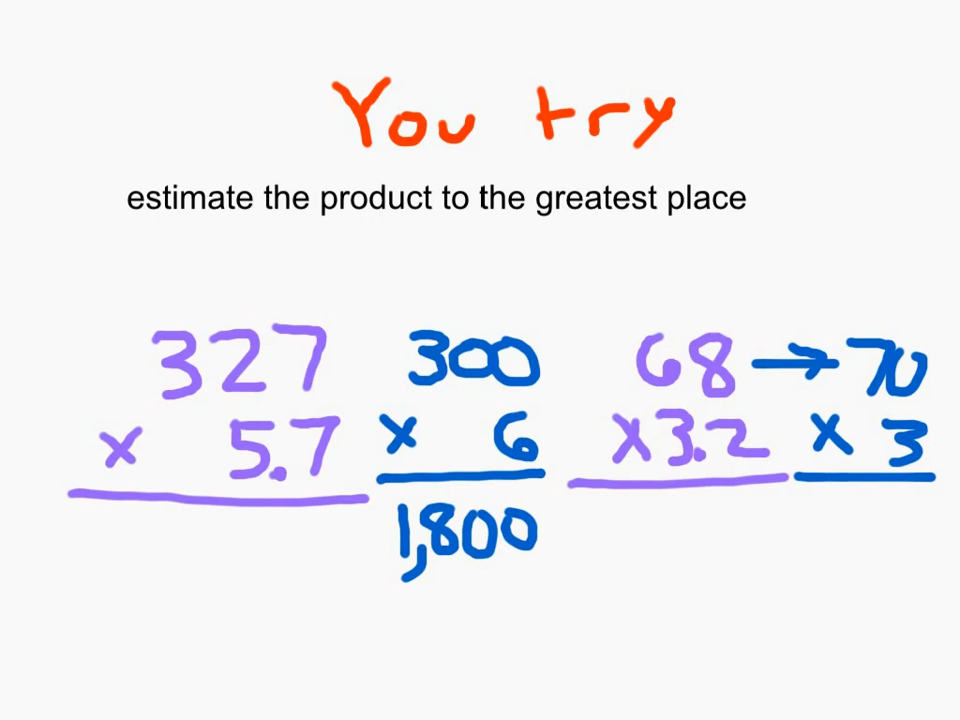 You try
estimate the product to the greatest place
327 300 68 → 70
x 5.7 x 6 x3.2 x 3
1,800